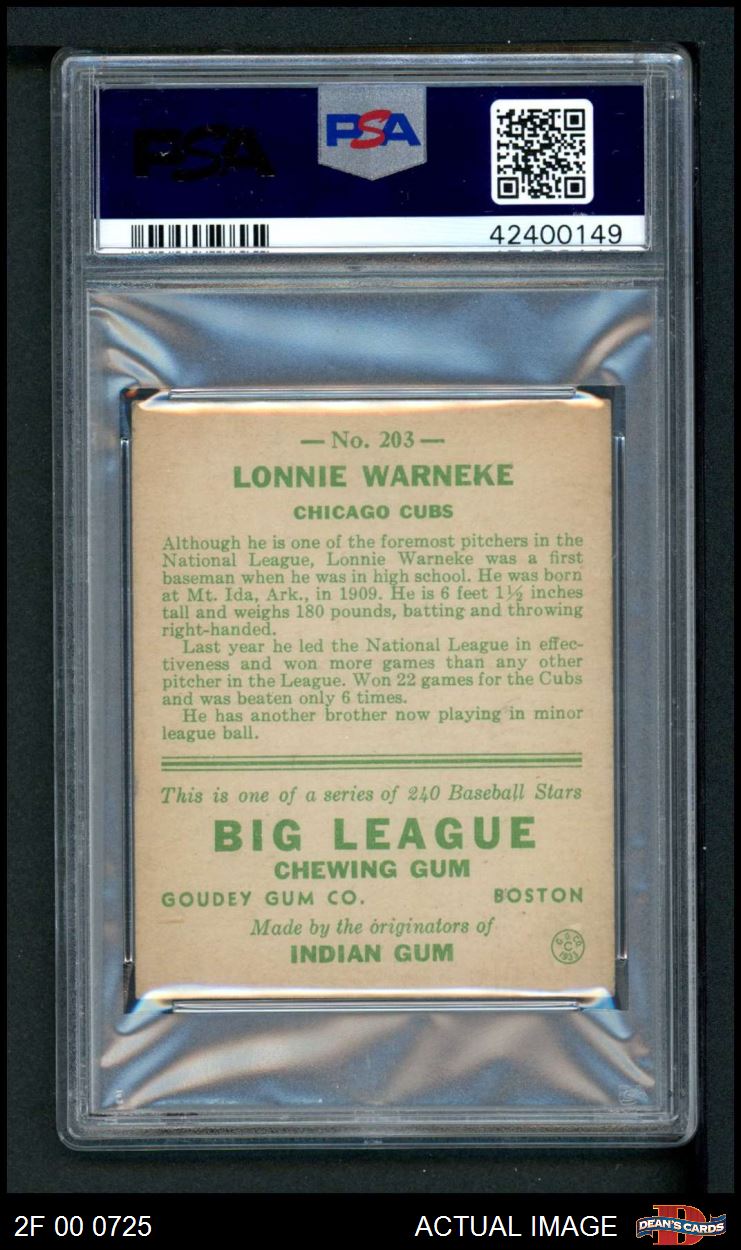 PSA
PSA
42400149
— No. 203 —
LONNIE WARNEKE
CHICAGO CUBS
Although he is one of the foremost pitchers in the
National League, Lonnie Warneke was a first
baseman when he was in high school. He was born
at Mt. Ida, Ark., in 1909. He is 6 feet 1½ inches
tall and weighs 180 pounds, batting and throwing
right-handed.
Last year he led the National League in effec-
tiveness and won more games than any other
pitcher in the League. Won 22 games for the Cubs
and was beaten only 6 times.
He has another brother now playing in minor
league ball.
This is one of a series of 240 Baseball Stars
BIG LEAGUE
CHEWING GUM
GOUDEY GUM CO. BOSTON
Made by the originators of
INDIAN GUM
G. G. CO.
C
1933
2F 00 0725 ACTUAL IMAGE DEAN'S CARDS